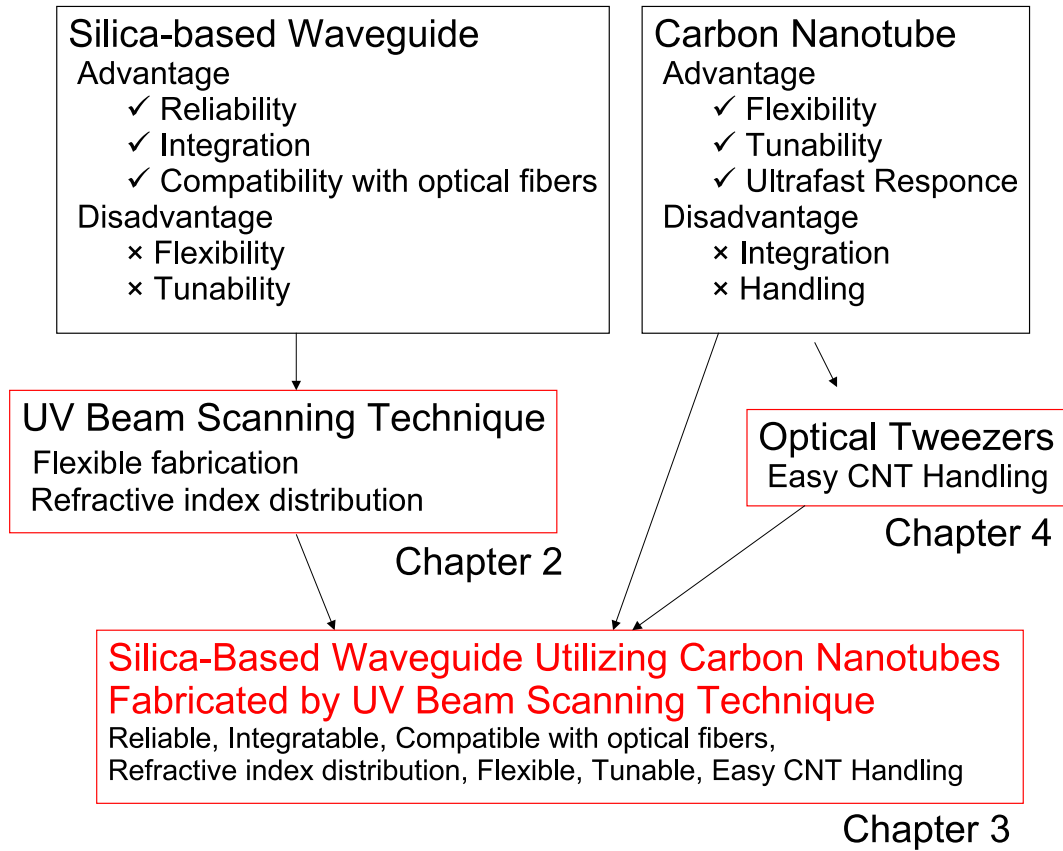 Silica-based Waveguide
Advantage
✓ Reliability
✓ Integration
✓ Compatibility with optical fibers
Disadvantage
× Flexibility
× Tunability
Carbon Nanotube
Advantage
✓ Flexibility
✓ Tunability
✓ Ultrafast Responce
Disadvantage
× Integration
× Handling
UV Beam Scanning Technique
Flexible fabrication
Refractive index distribution
Chapter 2
Optical Tweezers
Easy CNT Handling
Chapter 4
Silica-Based Waveguide Utilizing Carbon Nanotubes
Fabricated by UV Beam Scanning Technique
Reliable, Integratable, Compatible with optical fibers,
Refractive index distribution, Flexible, Tunable, Easy CNT Handling
Chapter 3